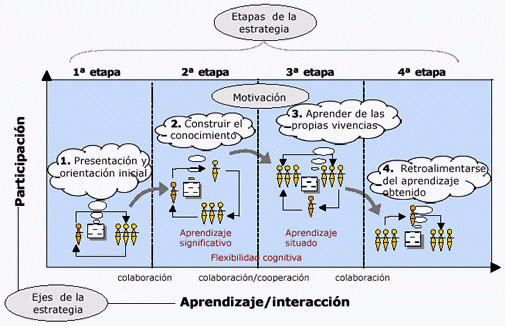 Etapas de la
estrategia
1ª etapa
2ª etapa
3ª etapa
4ª etapa
Motivación
1. Presentación y
orientación inicial
2. Construir el
conocimiento
3. Aprender de las
propias vivencias
4. Retroalimentarse
del aprendizaje
obtenido
Aprendizaje
significativo
Aprendizaje
situado
Flexibilidad cognitiva
Participación
colaboración
colaboración/cooperación
colaboración
Ejes de la
estrategia
Aprendizaje/interacción